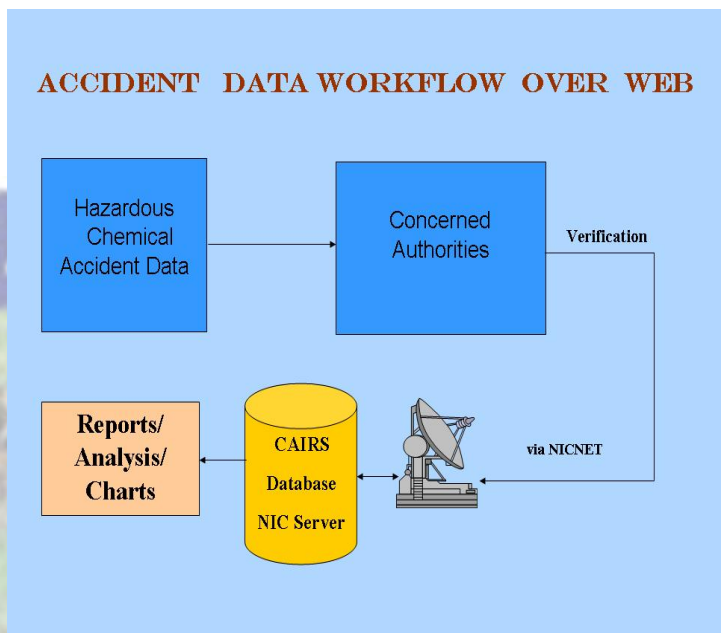 ACCIDENT DATA WORKFLOW OVER WEB
Hazardous
Chemical
Accident Data
Concerned
Authorities
Verification
Reports/
Analysis/
Charts
CAIRS
Database
NIC Server
via NICNET